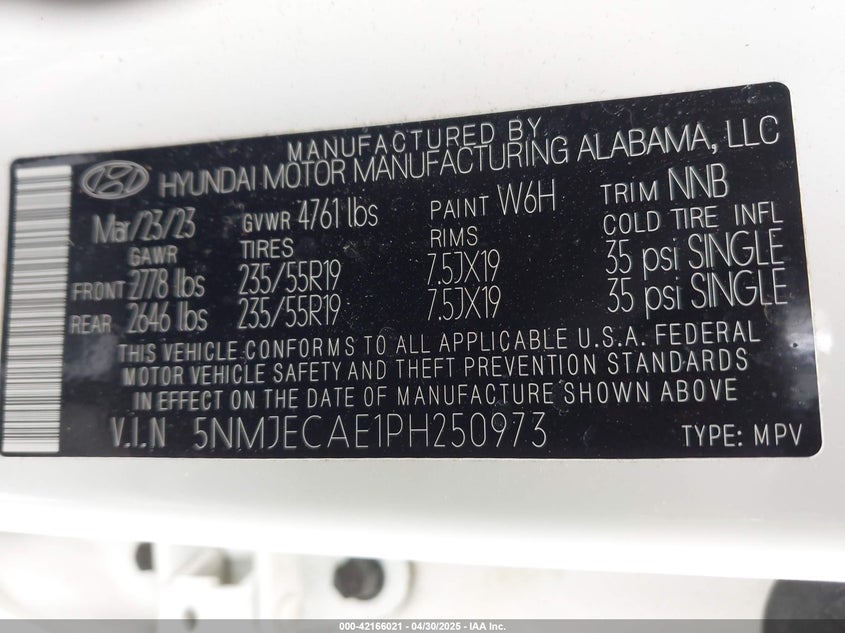 MANUFACTURED BY
HYUNDAI MOTOR MANUFACTURING ALABAMA, LLC
Mar/23/23 GVWR 4761 lbs PAINT W6H TRIM NNB
GAWR TIRES RIMS COLD TIRE INFL
FRONT 2778 lbs 235/55R19 7.5JX19 35 psi SINGLE
REAR 2646 lbs 235/55R19 7.5JX19 35 psi SINGLE
THIS VEHICLE CONFORMS TO ALL APPLICABLE U.S.A. FEDERAL
MOTOR VEHICLE SAFETY AND THEFT PREVENTION STANDARDS
IN EFFECT ON THE DATE OF MANUFACTURE SHOWN ABOVE
V.I.N 5NMJECAE1PH250973 TYPE: MPV
000-42166021 - 04/30/2025 - IAA Inc.